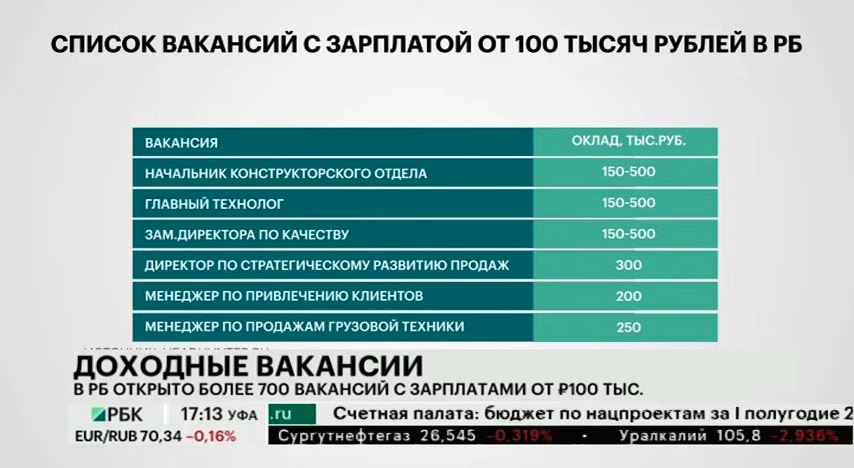 СПИСОК ВАКАНСИЙ С ЗАРПЛАТОЙ ОТ 100 ТЫСЯЧ РУБЛЕЙ В РБ
ВАКАНСИЯ ОКЛАД, ТЫС.РУБ.
НАЧАЛЬНИК КОНСТРУКТОРСКОГО ОТДЕЛА 150-500
ГЛАВНЫЙ ТЕХНОЛОГ 150-500
ЗАМ.ДИРЕКТОРА ПО КАЧЕСТВУ 150-500
ДИРЕКТОР ПО СТРАТЕГИЧЕСКОМУ РАЗВИТИЮ ПРОДАЖ 300
МЕНЕДЖЕР ПО ПРИВЛЕЧЕНИЮ КЛИЕНТОВ 200
МЕНЕДЖЕР ПО ПРОДАЖАМ ГРУЗОВОЙ ТЕХНИКИ 250
ДОХОДНЫЕ ВАКАНСИИ
В РБ ОТКРЫТО БОЛЕЕ 700 ВАКАНСИЙ С ЗАРПЛАТАМИ ОТ ₽100 ТЫС.
РБК 17:13 УФА .ru Счетная палата: бюджет по нацпроектам за I полугодие 2
EUR/RUB 70,34 -0,16% Сургутнефтегаз 26,545 -0,319% · Уралкалий 105,8 -2,936%